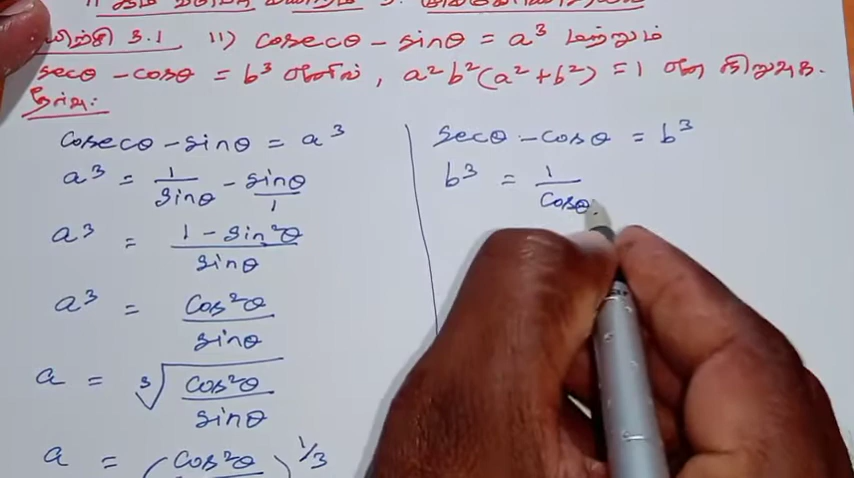 பயிற்சி 3.1 ii) cosecθ - sinθ = a³ மற்றும்
secθ - cosθ = b³ எனில், a²b²(a²+b²) = 1 என நிறுவுக.
தீர்வு:
cosecθ - sinθ = a³
a³ = 1/sinθ - sinθ/1
a³ = (1 - sin²θ)/sinθ
a³ = cos²θ/sinθ
a = ∛(cos²θ/sinθ)
a = (cos²θ)^1/3
secθ - cosθ = b³
b³ = 1/cosθ